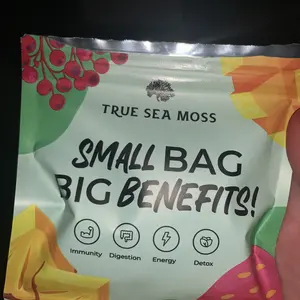 TRUE SEA MOSS
SMALL BAG
BIG BENEFITS!
Immunity Digestion Energy Detox